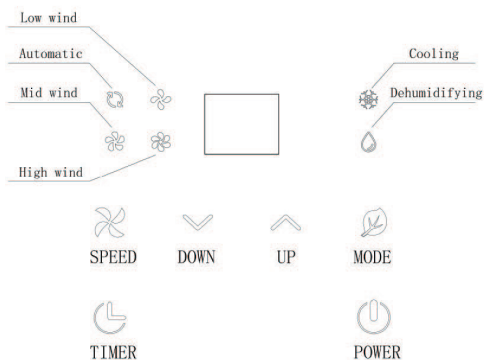 Low wind
Automatic
Cooling
Mid wind
Dehumidifying
High wind
SPEED
DOWN
UP
MODE
TIMER
POWER